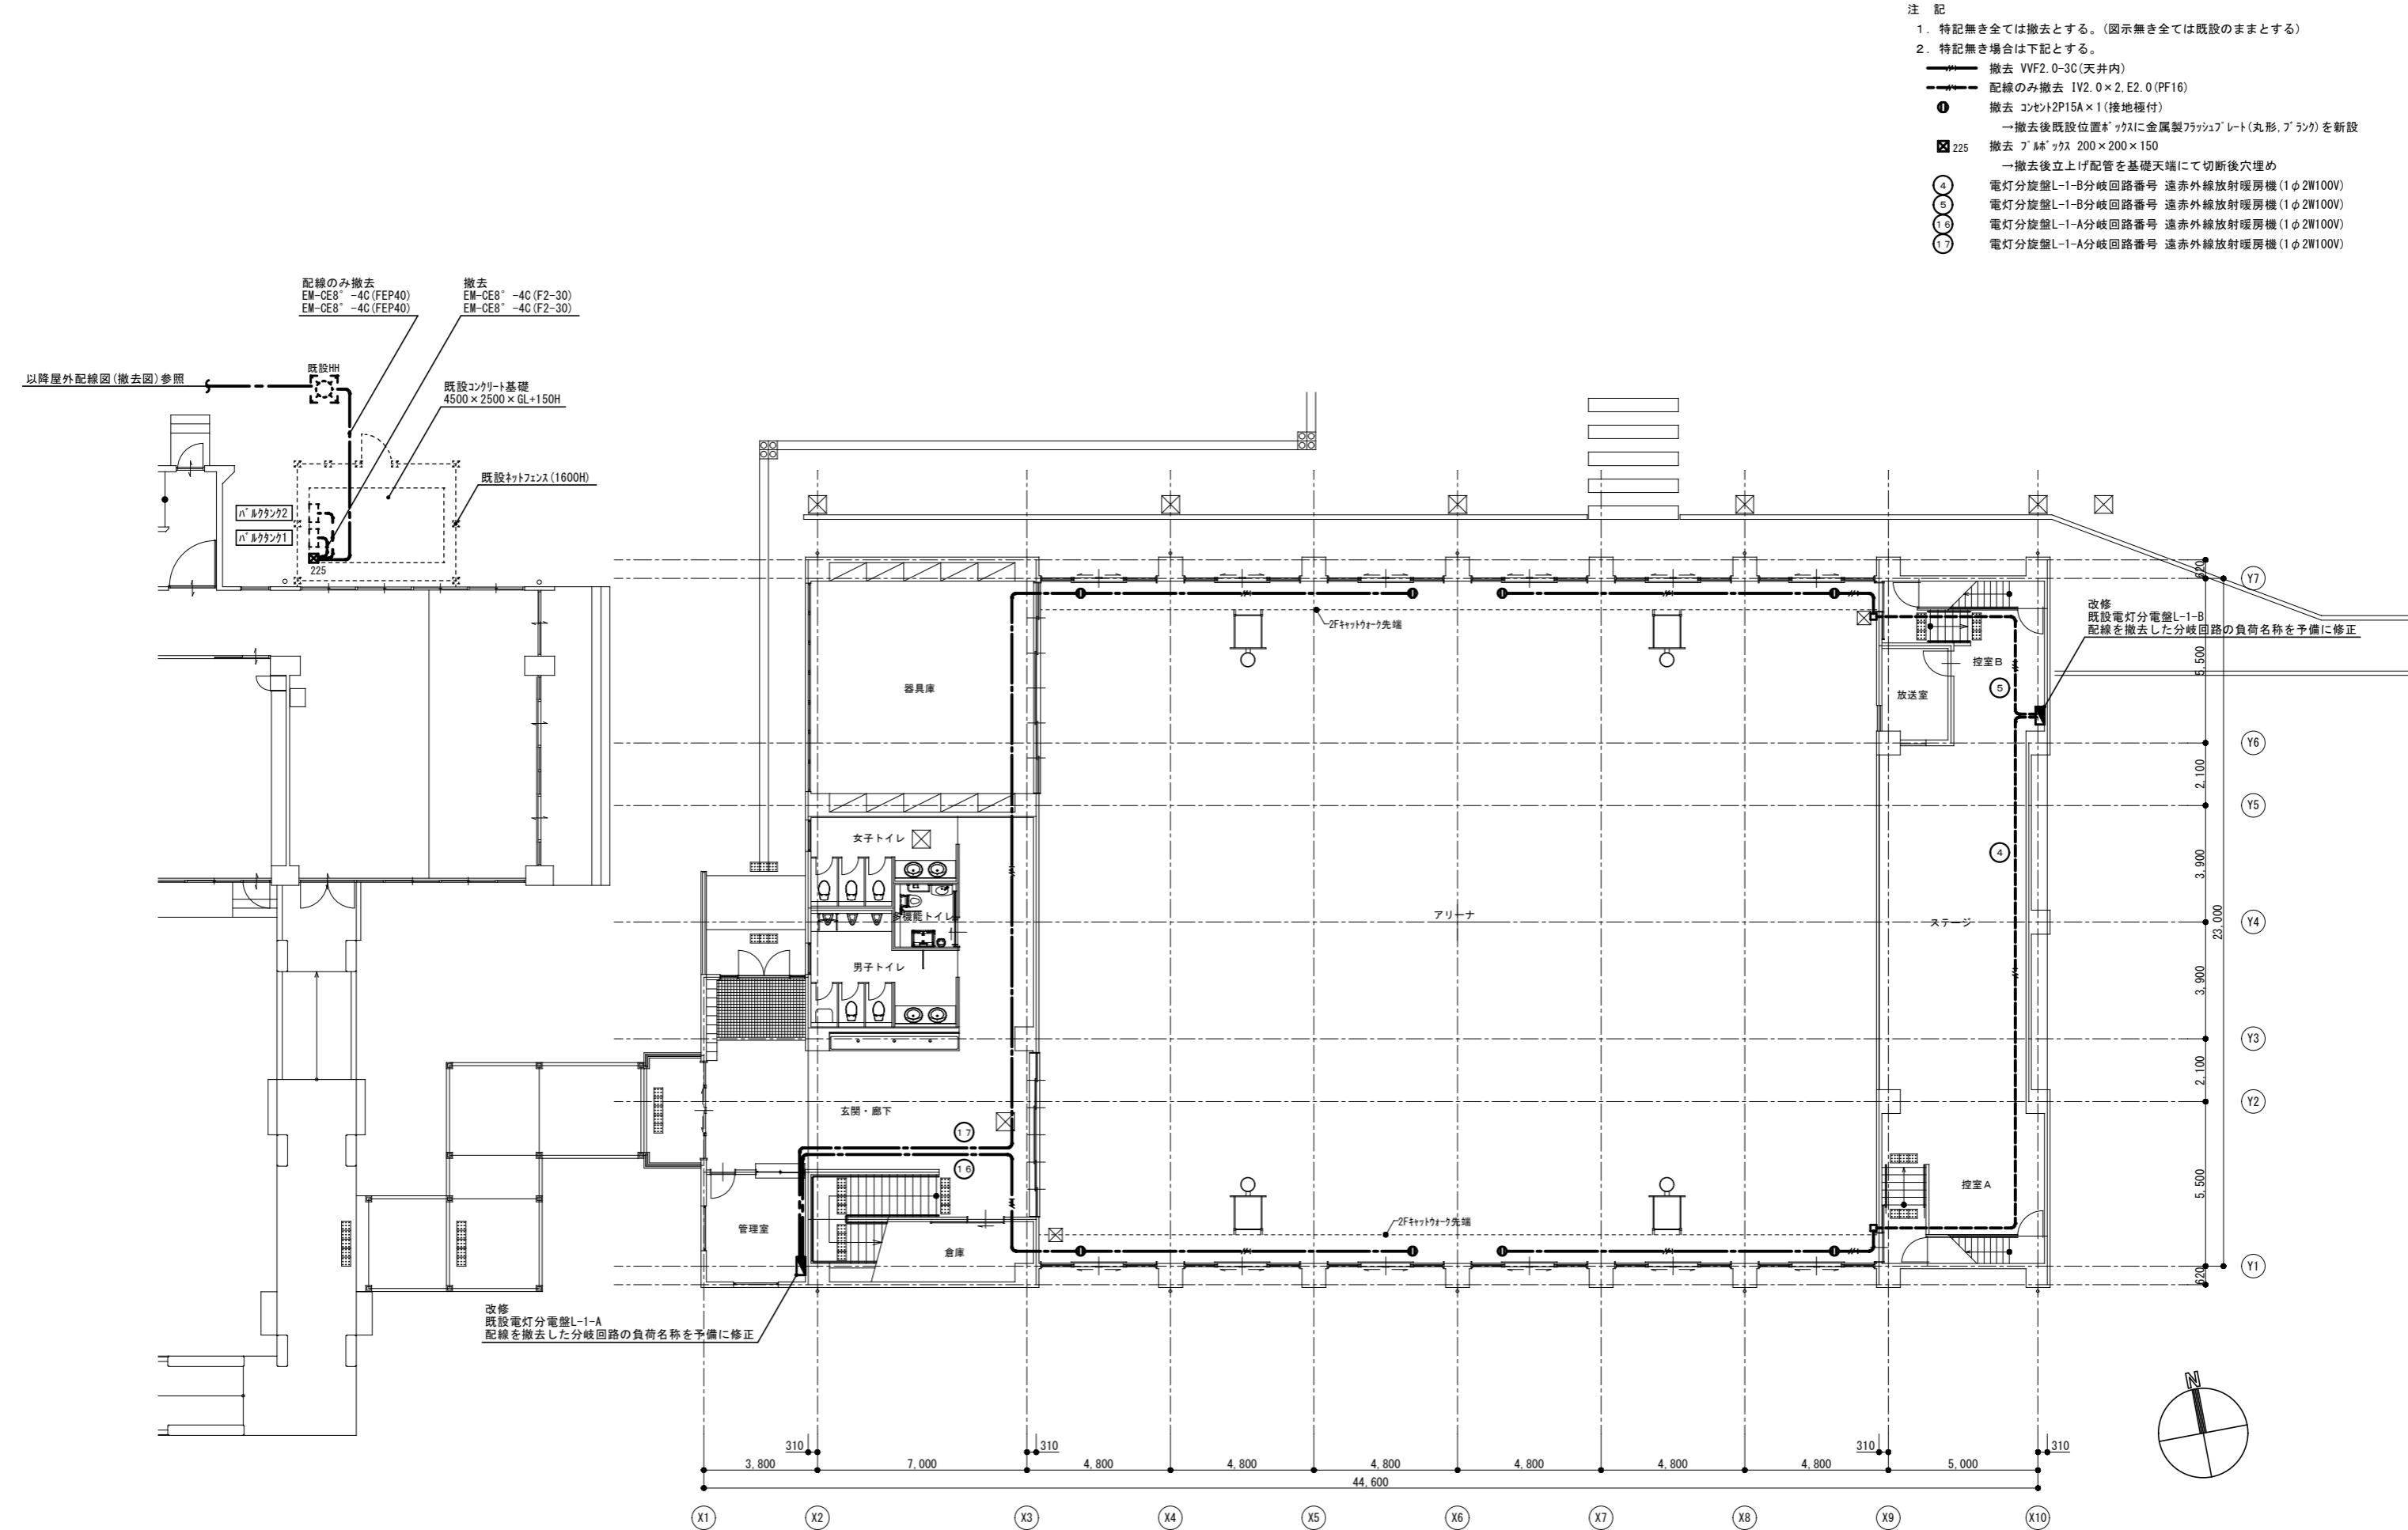 注　記
1. 特記無き全ては撤去とする。(図示無き全ては既設のままとする)
2. 特記無き場合は下記とする。
撤去 VVF2.0-3C(天井内)
配線のみ撤去 IV2.0×2,E2.0(PF16)
撤去 ｺﾝｾﾝﾄ2P15A×1(接地極付)
→撤去後既設位置ﾎﾞｯｸｽに金属製ﾌﾗｯｼｭﾌﾟﾚｰﾄ(丸形,ﾌﾞﾗﾝｸ)を新設
225 撤去 ﾌﾟﾙﾎﾞｯｸｽ 200×200×150
→撤去後立上げ配管を基礎天端にて切断後穴埋め
4 電灯分旋盤L-1-B分岐回路番号 遠赤外線放射暖房機(1φ2W100V)
5 電灯分旋盤L-1-B分岐回路番号 遠赤外線放射暖房機(1φ2W100V)
16 電灯分旋盤L-1-A分岐回路番号 遠赤外線放射暖房機(1φ2W100V)
17 電灯分旋盤L-1-A分岐回路番号 遠赤外線放射暖房機(1φ2W100V)
配線のみ撤去
EM-CE8°-4C(FEP40)
EM-CE8°-4C(FEP40)
撤去
EM-CE8°-4C(F2-30)
EM-CE8°-4C(F2-30)
以降屋外配線図(撤去図)参照
既設HH
既設ｺﾝｸﾘｰﾄ基礎
4500×2500×GL+150H
既設ﾈｯﾄﾌｪﾝｽ(1600H)
ﾊﾞﾙｸﾀﾝｸ2
ﾊﾞﾙｸﾀﾝｸ1
225
2Fｷｬｯﾄｳｫｰｸ先端
改修
既設電灯分電盤L-1-B
配線を撤去した分岐回路の負荷名称を予備に修正
器具庫
控室B
放送室
5
4
女子トイレ
多機能トイレ
男子トイレ
アリーナ
ステージ
玄関・廊下
17
16
管理室
倉庫
控室A
2Fｷｬｯﾄｳｫｰｸ先端
改修
既設電灯分電盤L-1-A
配線を撤去した分岐回路の負荷名称を予備に修正
620
5,500
2,100
3,900
3,900
2,100
5,500
620
23,000
Y7
Y6
Y5
Y4
Y3
Y2
Y1
N
310
310
310
310
3,800
7,000
4,800
4,800
4,800
4,800
4,800
4,800
5,000
44,600
X1
X2
X3
X4
X5
X6
X7
X8
X9
X10